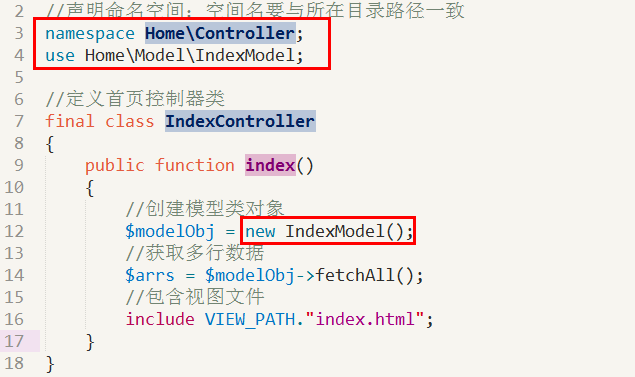 2 //声明命名空间：空间名要与所在目录路径一致
3 namespace Home\Controller;
4 use Home\Model\IndexModel;
5
6 //定义首页控制器类
7 final class IndexController
8 {
9 public function index()
10 {
11 //创建模型类对象
12 $modelObj = new IndexModel();
13 //获取多行数据
14 $arrs = $modelObj->fetchAll();
15 //包含视图文件
16 include VIEW_PATH."index.html";
17 }
18 }